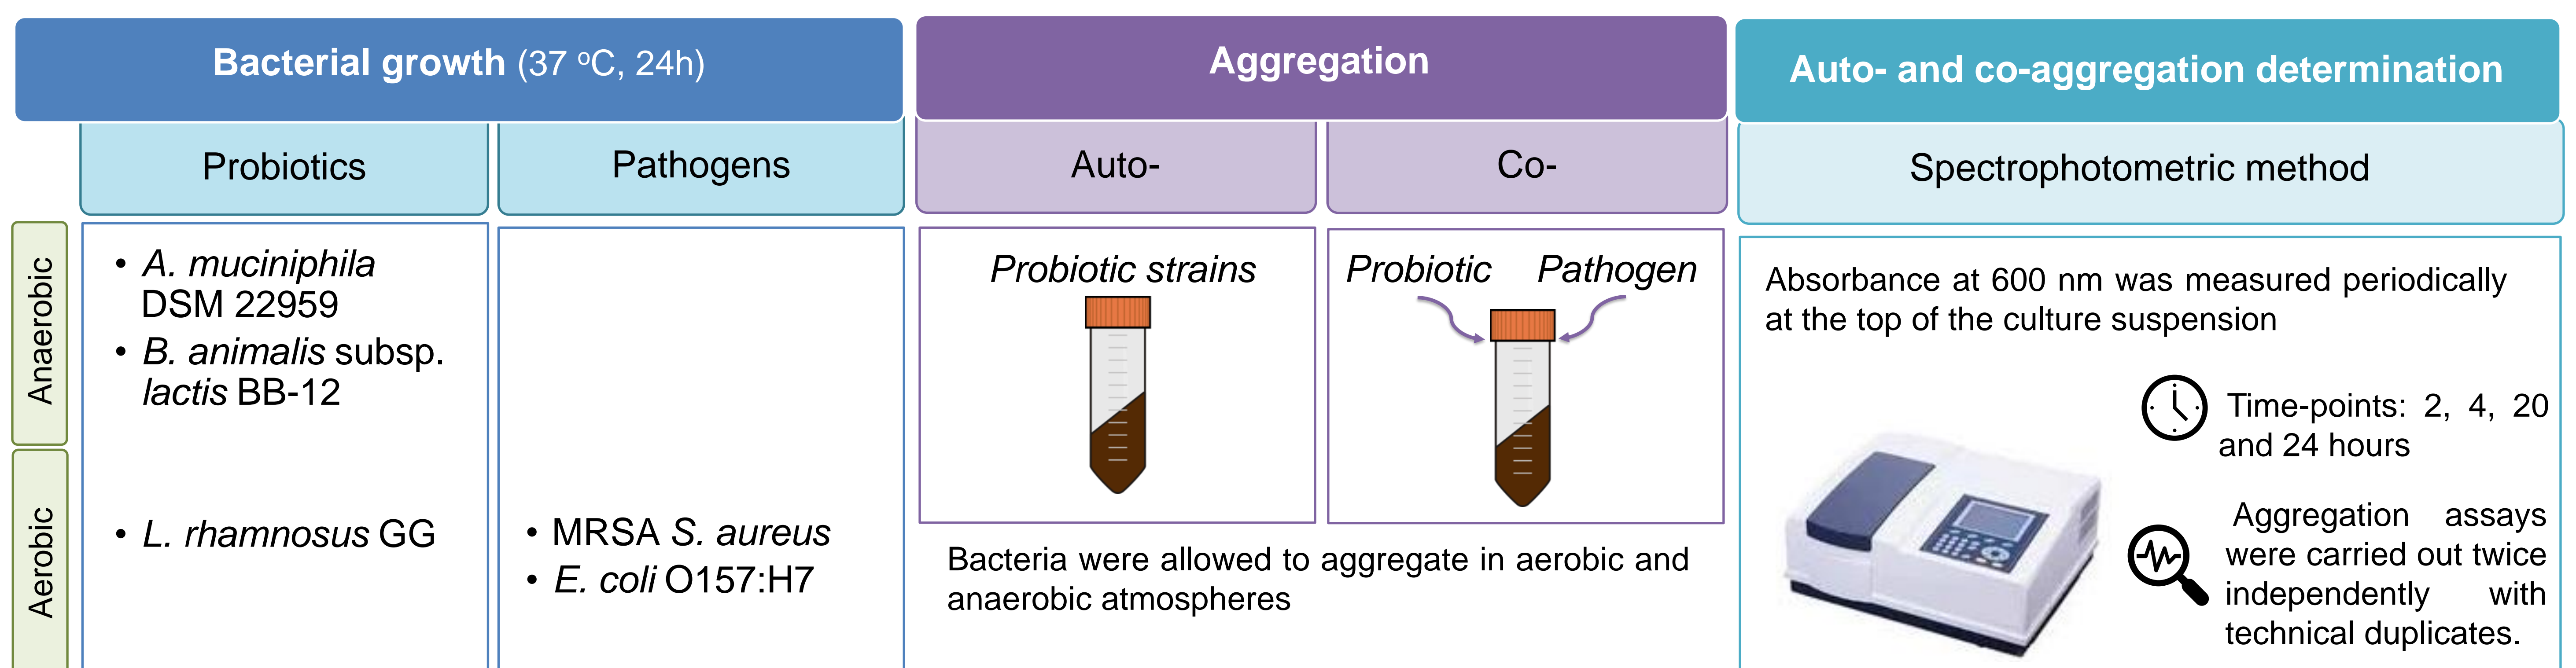 Bacterial growth (37 ºC, 24h)
Probiotics
Pathogens
Anaerobic
• A. muciniphila
DSM 22959
• B. animalis subsp.
lactis BB-12
Aerobic
• L. rhamnosus GG
• MRSA S. aureus
• E. coli O157:H7
Aggregation
Auto-
Co-
Probiotic strains
Probiotic Pathogen
Bacteria were allowed to aggregate in aerobic and
anaerobic atmospheres
Auto- and co-aggregation determination
Spectrophotometric method
Absorbance at 600 nm was measured periodically
at the top of the culture suspension
Time-points: 2, 4, 20
and 24 hours
Aggregation assays
were carried out twice
independently with
technical duplicates.